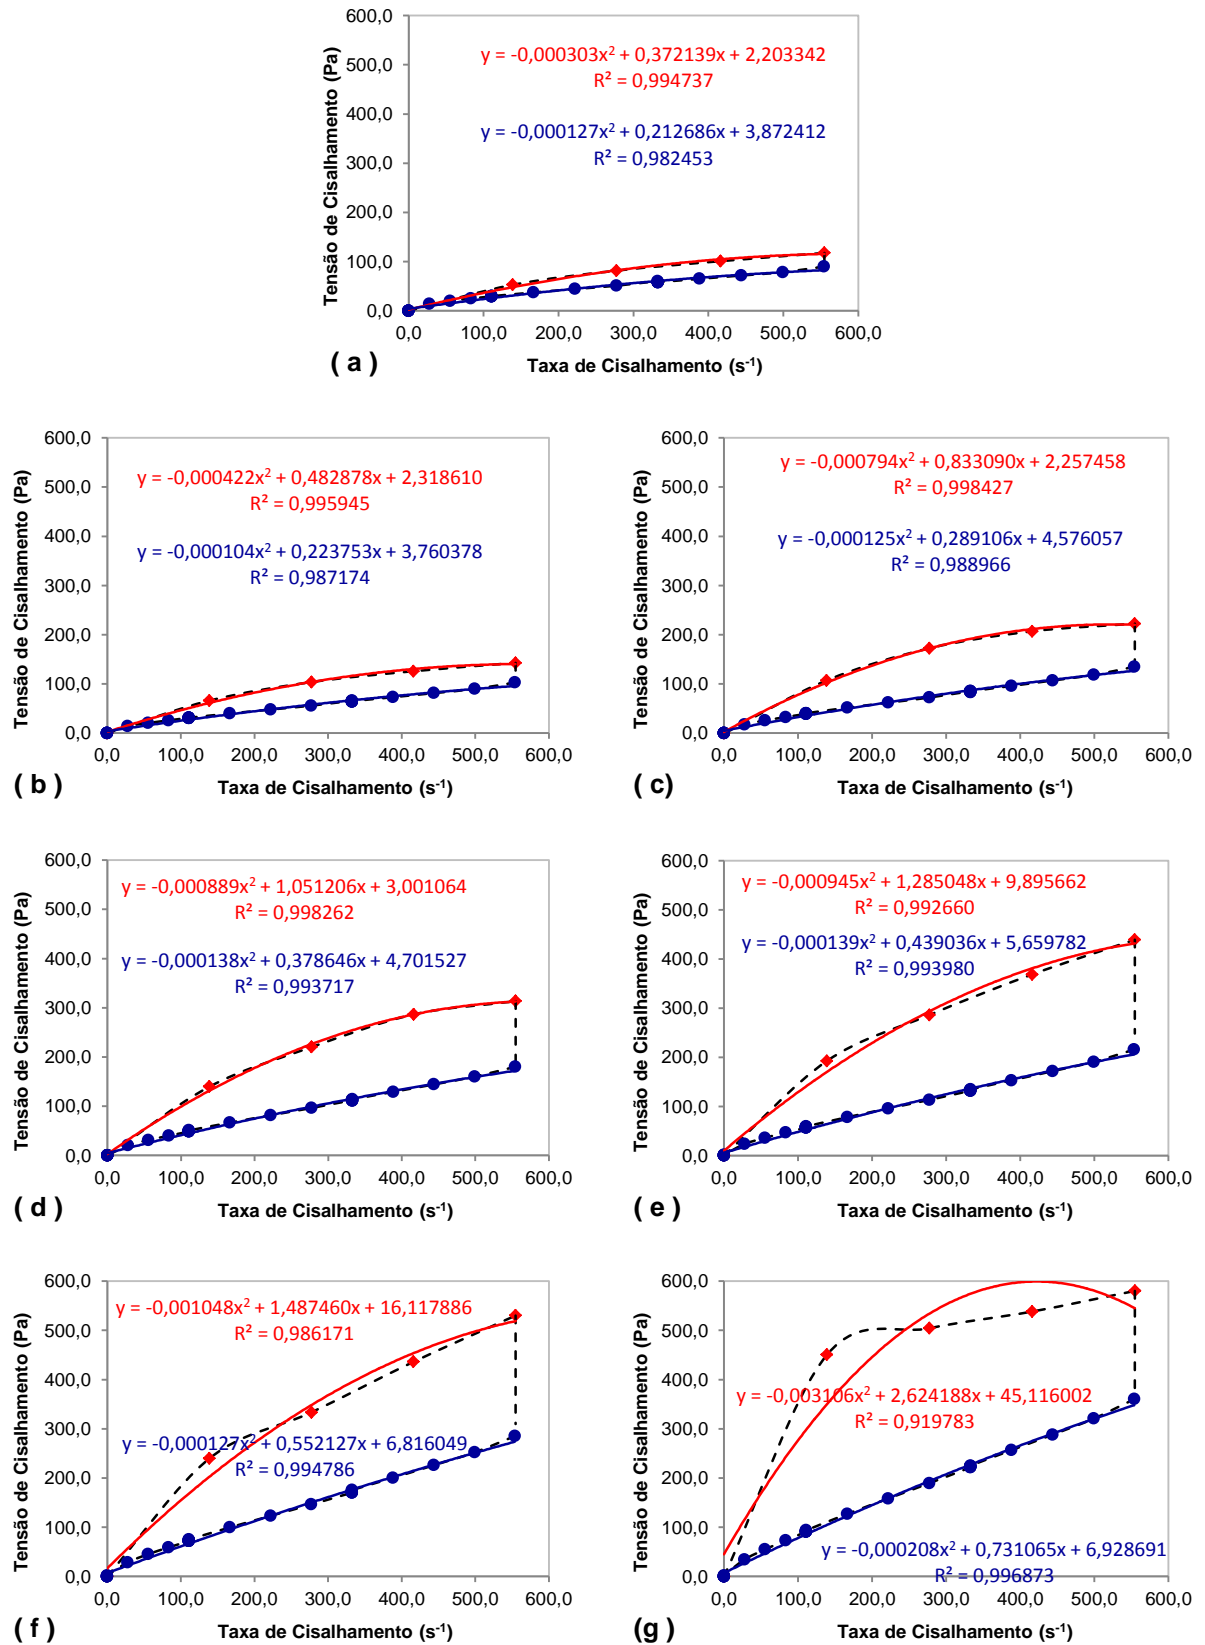 600,0
500,0
400,0
300,0
200,0
100,0
0,0
Tensão de Cisalhamento (Pa)
y = -0,000303x² + 0,372139x + 2,203342
R² = 0,994737
y = -0,000127x² + 0,212686x + 3,872412
R² = 0,982453
0,0 100,0 200,0 300,0 400,0 500,0 600,0
( a ) Taxa de Cisalhamento (s⁻¹)
600,0
500,0
400,0
300,0
200,0
100,0
0,0
Tensão de Cisalhamento (Pa)
y = -0,000422x² + 0,482878x + 2,318610
R² = 0,995945
y = -0,000104x² + 0,223753x + 3,760378
R² = 0,987174
0,0 100,0 200,0 300,0 400,0 500,0 600,0
( b ) Taxa de Cisalhamento (s⁻¹)
600,0
500,0
400,0
300,0
200,0
100,0
0,0
Tensão de Cisalhamento (Pa)
y = -0,000794x² + 0,833090x + 2,257458
R² = 0,998427
y = -0,000125x² + 0,289106x + 4,576057
R² = 0,988966
0,0 100,0 200,0 300,0 400,0 500,0 600,0
( c) Taxa de Cisalhamento (s⁻¹)
600,0
500,0
400,0
300,0
200,0
100,0
0,0
Tensão de Cisalhamento (Pa)
y = -0,000889x² + 1,051206x + 3,001064
R² = 0,998262
y = -0,000138x² + 0,378646x + 4,701527
R² = 0,993717
0,0 100,0 200,0 300,0 400,0 500,0 600,0
( d ) Taxa de Cisalhamento (s⁻¹)
600,0
500,0
400,0
300,0
200,0
100,0
0,0
Tensão de Cisalhamento (Pa)
y = -0,000945x² + 1,285048x + 9,895662
R² = 0,992660
y = -0,000139x² + 0,439036x + 5,659782
R² = 0,993980
0,0 100,0 200,0 300,0 400,0 500,0 600,0
( e ) Taxa de Cisalhamento (s⁻¹)
600,0
500,0
400,0
300,0
200,0
100,0
0,0
Tensão de Cisalhamento (Pa)
y = -0,001048x² + 1,487460x + 16,117886
R² = 0,986171
y = -0,000127x² + 0,552127x + 6,816049
R² = 0,994786
0,0 100,0 200,0 300,0 400,0 500,0 600,0
( f ) Taxa de Cisalhamento (s⁻¹)
600,0
500,0
400,0
300,0
200,0
100,0
0,0
Tensão de Cisalhamento (Pa)
y = -0,003106x² + 2,624188x + 45,116002
R² = 0,919783
y = -0,000208x² + 0,731065x + 6,928691
R² = 0,996873
0,0 100,0 200,0 300,0 400,0 500,0 600,0
(g ) Taxa de Cisalhamento (s⁻¹)